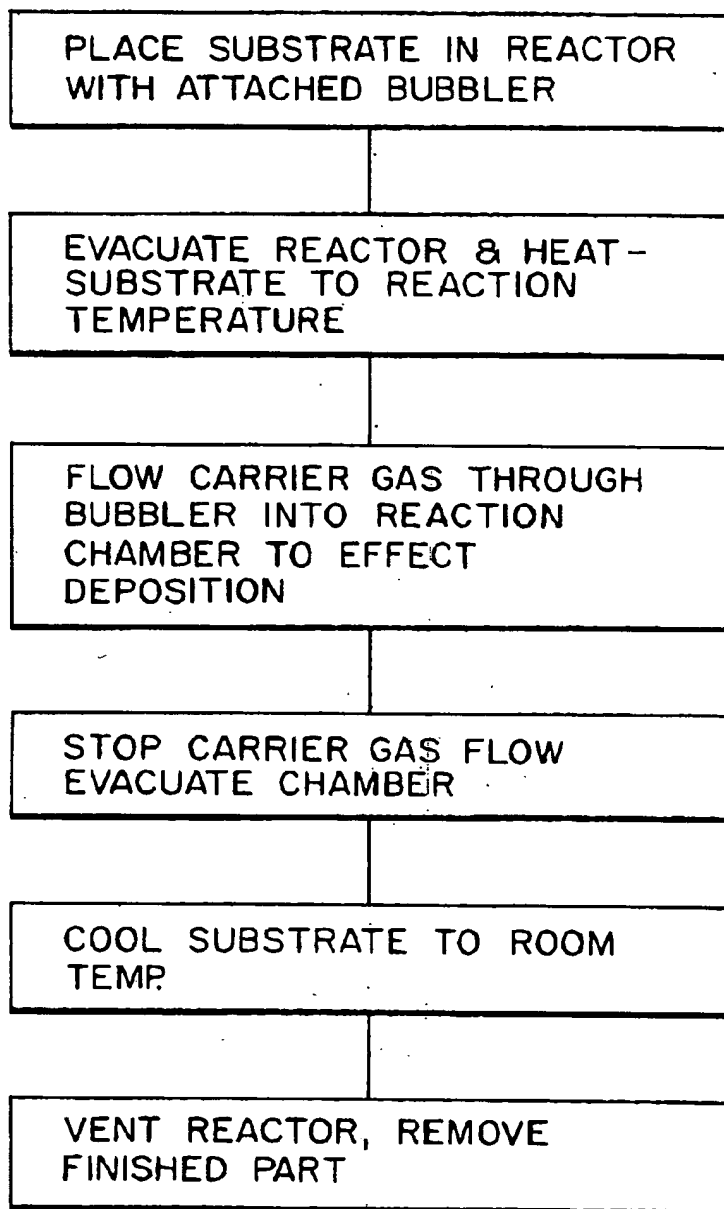 PLACE SUBSTRATE IN REACTOR
WITH ATTACHED BUBBLER
EVACUATE REACTOR & HEAT-
SUBSTRATE TO REACTION
TEMPERATURE
FLOW CARRIER GAS THROUGH
BUBBLER INTO REACTION
CHAMBER TO EFFECT
DEPOSITION
STOP CARRIER GAS FLOW
EVACUATE CHAMBER
COOL SUBSTRATE TO ROOM
TEMP.
VENT REACTOR, REMOVE
FINISHED PART